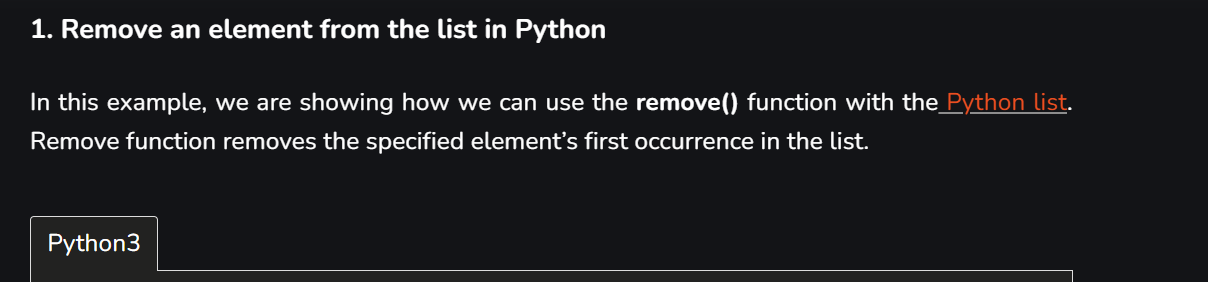 1. Remove an element from the list in Python
In this example, we are showing how we can use the remove() function with the Python list.
Remove function removes the specified element’s first occurrence in the list.
Python3